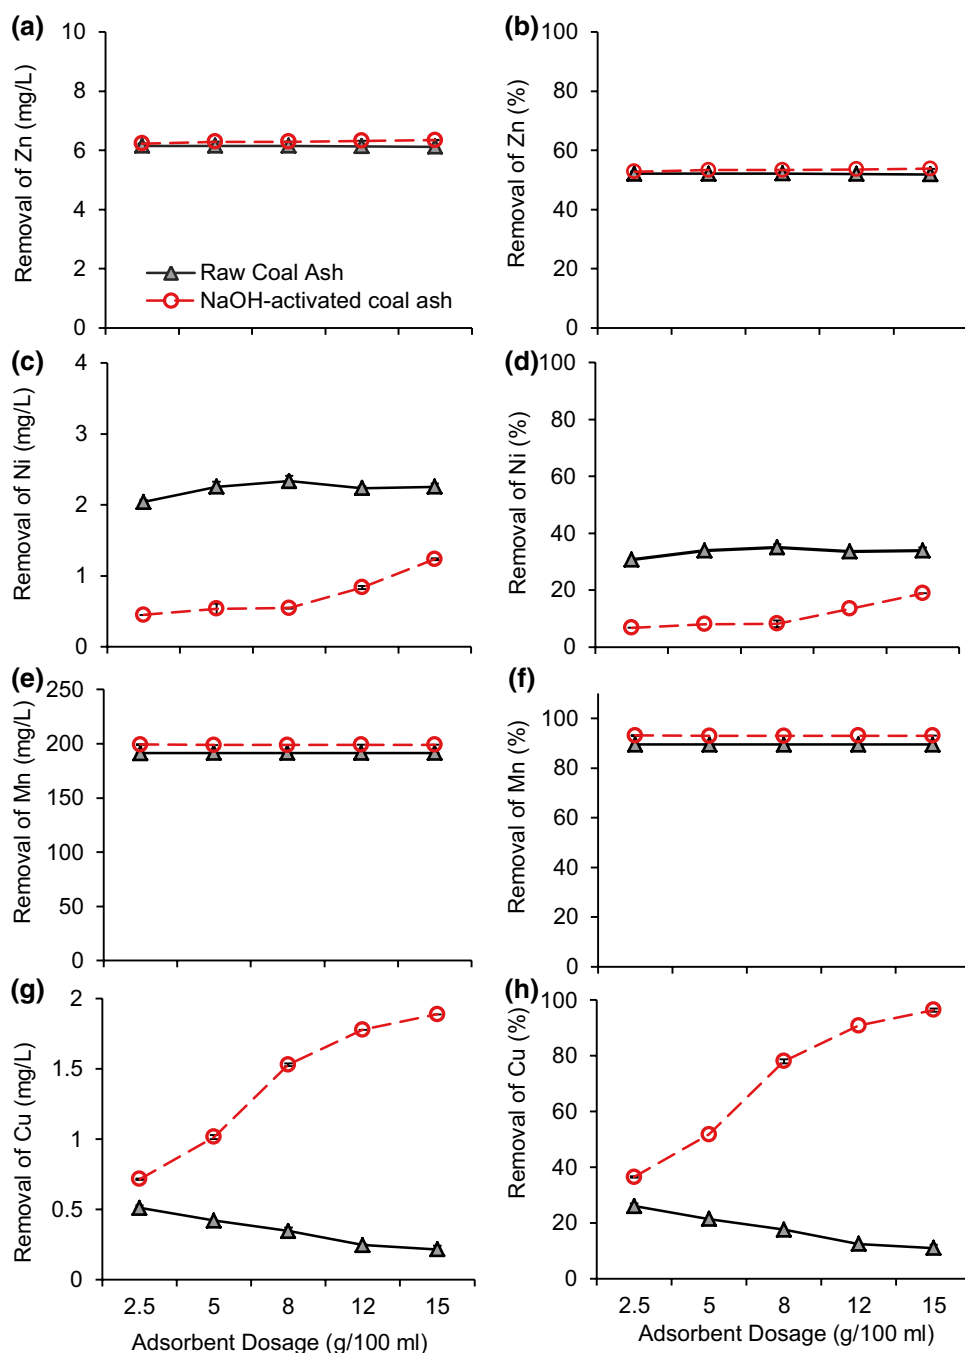 (a)
Removal of Zn (mg/L)
10
8
6
4
2
0
Raw Coal Ash
NaOH-activated coal ash
(b)
Removal of Zn (%)
100
80
60
40
20
0
(c)
Removal of Ni (mg/L)
4
3
2
1
0
(d)
Removal of Ni (%)
100
80
60
40
20
0
(e)
Removal of Mn (mg/L)
250
200
150
100
50
0
(f)
Removal of Mn (%)
100
80
60
40
20
0
(g)
Removal of Cu (mg/L)
2
1.5
1
0.5
0
2.5 5 8 12 15
Adsorbent Dosage (g/100 ml)
(h)
Removal of Cu (%)
100
80
60
40
20
0
2.5 5 8 12 15
Adsorbent Dosage (g/100 ml)